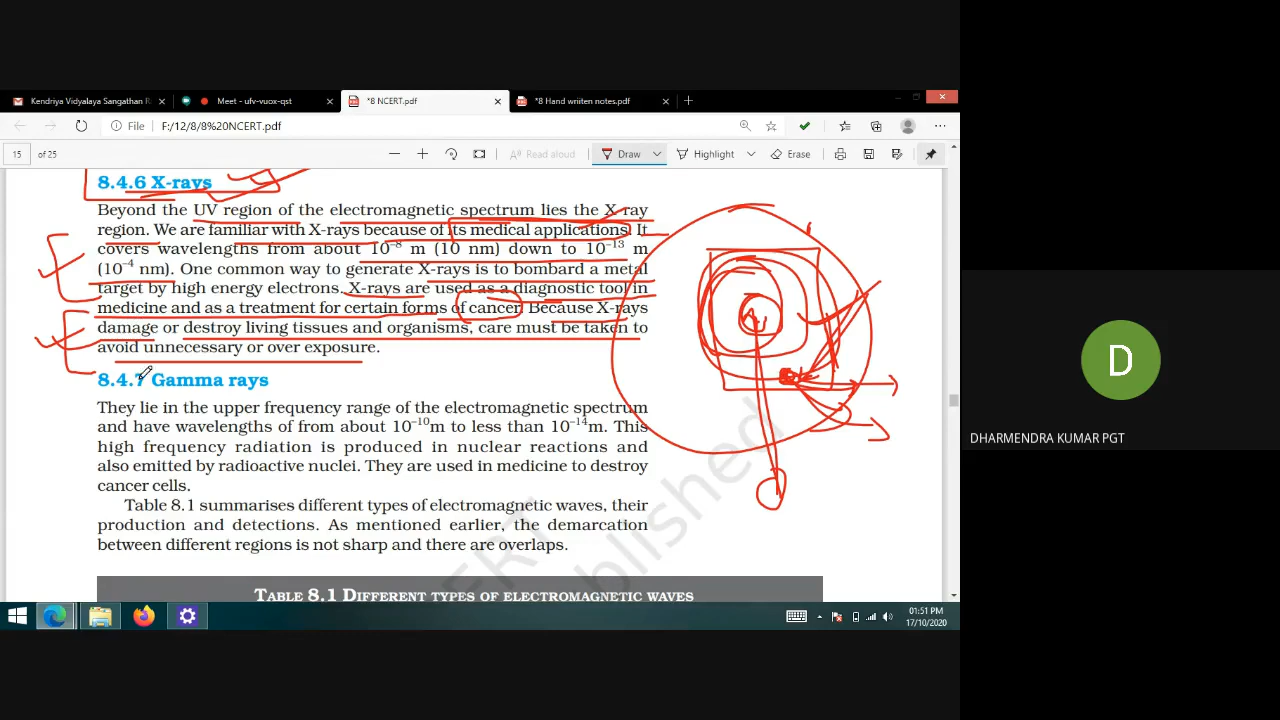 Kendriya Vidyalaya Sangathan R
Meet - ufv-vuox-qst
*8 NCERT.pdf
*8 Hand wriiten notes.pdf
File
F:/12/8/8%20NCERT.pdf
15
of 25
Read aloud
Draw
Highlight
Erase
8.4.6 X-rays
Beyond the UV region of the electromagnetic spectrum lies the X-ray
region. We are familiar with X-rays because of its medical applications. It
covers wavelengths from about 10⁻⁸ m (10 nm) down to 10⁻¹³ m
(10⁻⁴ nm). One common way to generate X-rays is to bombard a metal
target by high energy electrons. X-rays are used as a diagnostic tool in
medicine and as a treatment for certain forms of cancer. Because X-rays
damage or destroy living tissues and organisms, care must be taken to
avoid unnecessary or over exposure.
8.4.7 Gamma rays
They lie in the upper frequency range of the electromagnetic spectrum
and have wavelengths of from about 10⁻¹⁰m to less than 10⁻¹⁴m. This
high frequency radiation is produced in nuclear reactions and
also emitted by radioactive nuclei. They are used in medicine to destroy
cancer cells.
Table 8.1 summarises different types of electromagnetic waves, their
production and detections. As mentioned earlier, the demarcation
between different regions is not sharp and there are overlaps.
TABLE 8.1 DIFFERENT TYPES OF ELECTROMAGNETIC WAVES
blished
D
DHARMENDRA KUMAR PGT
01:51 PM
17/10/2020